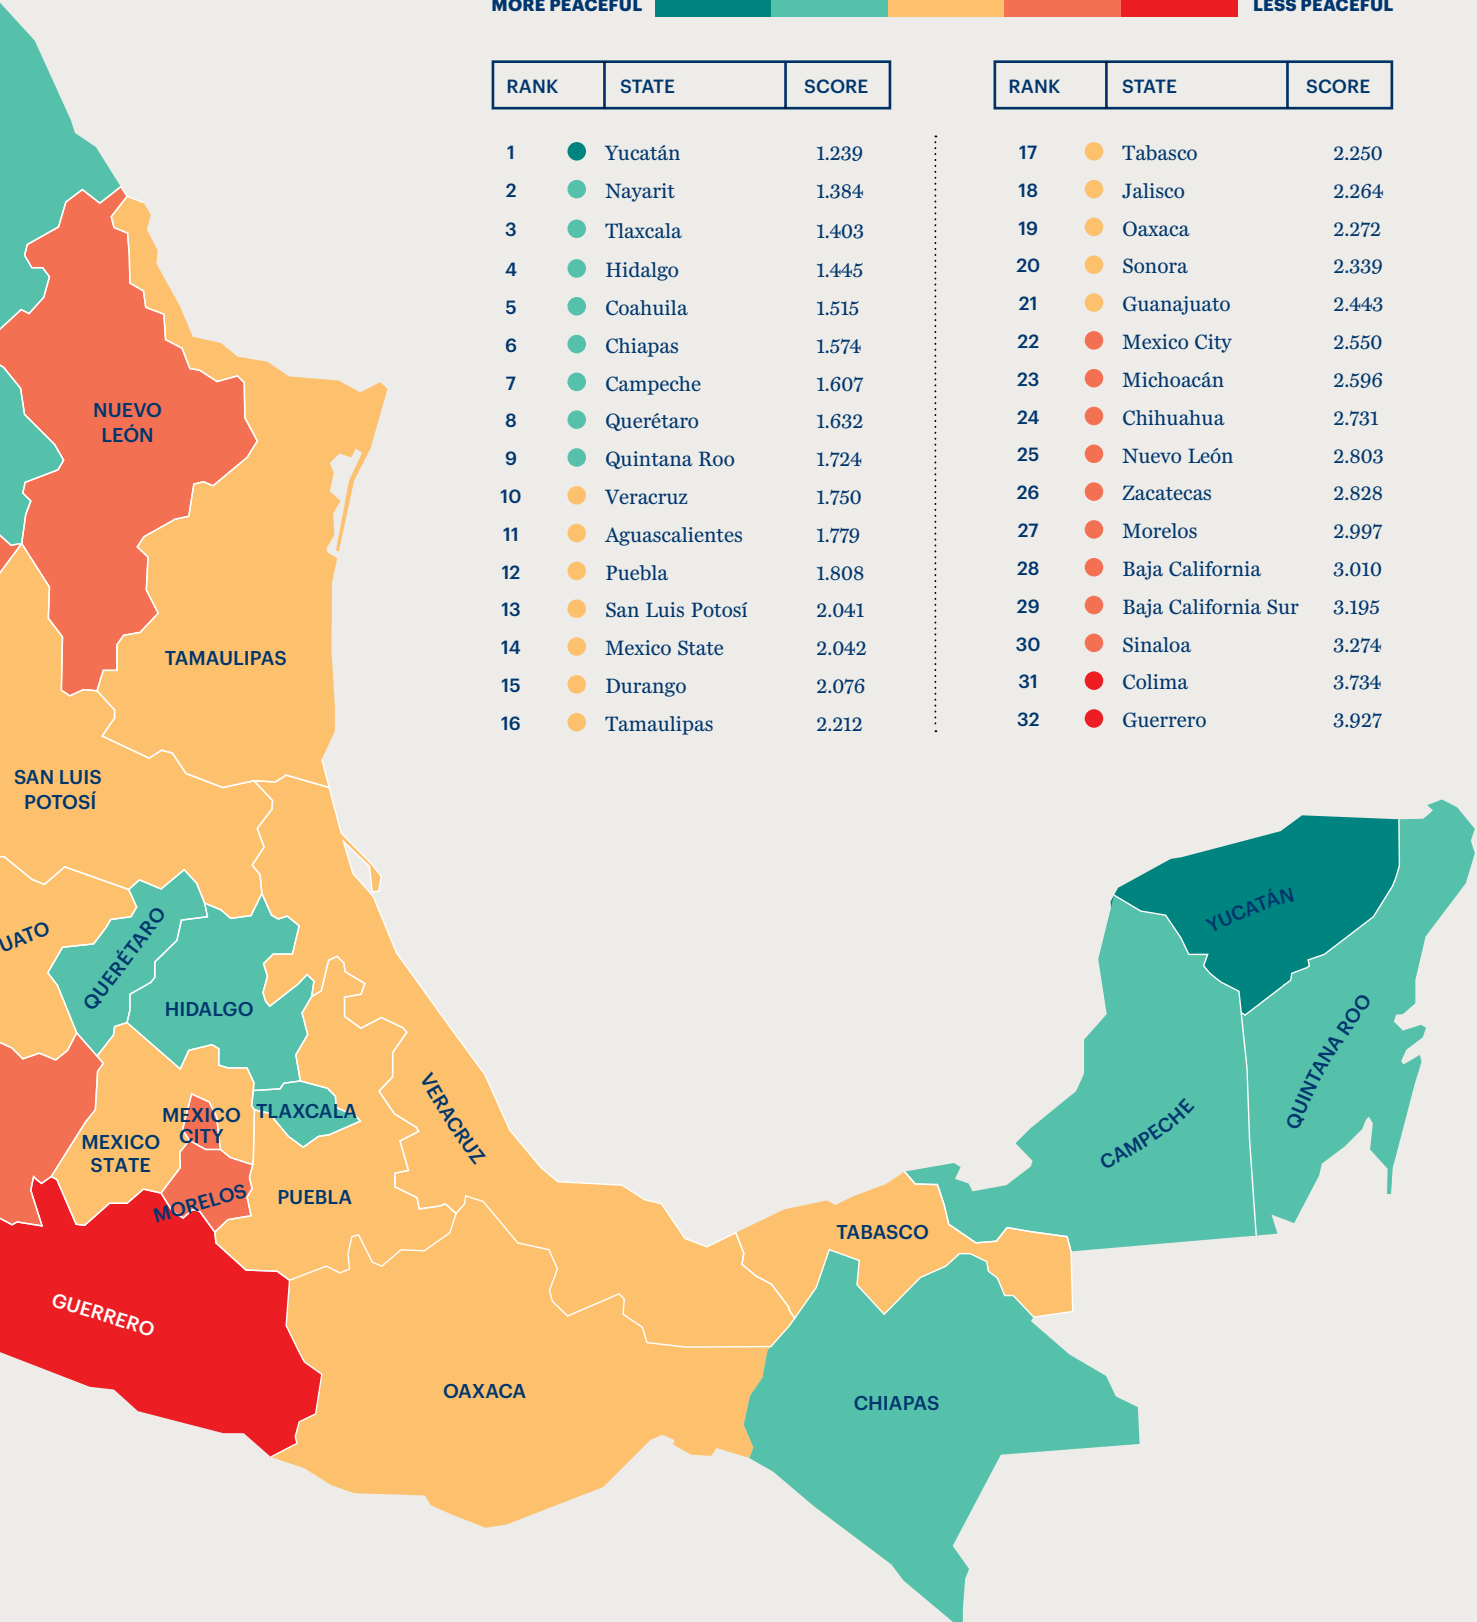 MORE PEACEFUL
LESS PEACEFUL
RANK STATE SCORE
1 Yucatán 1.239
2 Nayarit 1.384
3 Tlaxcala 1.403
4 Hidalgo 1.445
5 Coahuila 1.515
6 Chiapas 1.574
7 Campeche 1.607
8 Querétaro 1.632
9 Quintana Roo 1.724
10 Veracruz 1.750
11 Aguascalientes 1.779
12 Puebla 1.808
13 San Luis Potosí 2.041
14 Mexico State 2.042
15 Durango 2.076
16 Tamaulipas 2.212
RANK STATE SCORE
17 Tabasco 2.250
18 Jalisco 2.264
19 Oaxaca 2.272
20 Sonora 2.339
21 Guanajuato 2.443
22 Mexico City 2.550
23 Michoacán 2.596
24 Chihuahua 2.731
25 Nuevo León 2.803
26 Zacatecas 2.828
27 Morelos 2.997
28 Baja California 3.010
29 Baja California Sur 3.195
30 Sinaloa 3.274
31 Colima 3.734
32 Guerrero 3.927
NUEVO
LEÓN
TAMAULIPAS
SAN LUIS
POTOSÍ
UATO
QUERÉTARO
HIDALGO
MEXICO
CITY
TLAXCALA
MEXICO
STATE
MORELOS
PUEBLA
VERACRUZ
GUERRERO
OAXACA
TABASCO
CHIAPAS
CAMPECHE
YUCATÁN
QUINTANA ROO